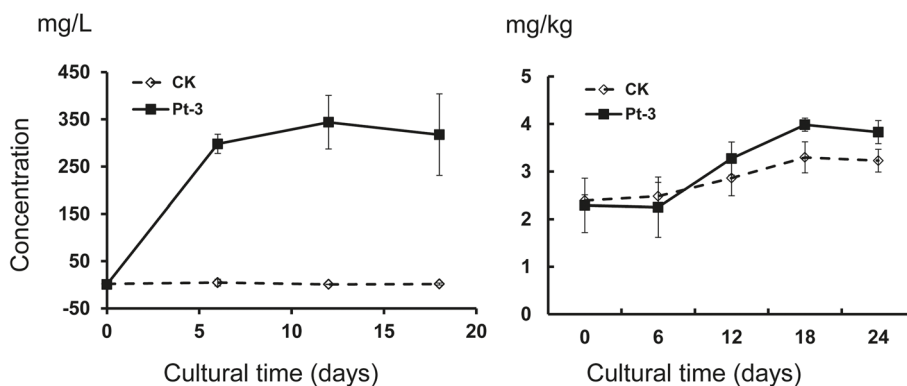 mg/L
450
350
250
150
50
-50
Concentration
CK
Pt-3
0
5
10
15
20
Cultural time (days)
mg/kg
5
4
3
2
1
0
CK
Pt-3
0
6
12
18
24
Cultural time (days)